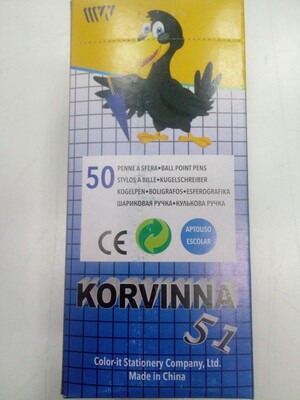 50 PENNE A SFERA•BALL POINT PENS
STYLOS A BILLE•KUGELSCHREIBER
KOGELPEN•BOLIGRAFOS•ESFEROGRAFIKA
ШАРИКОВАЯ РУЧКА•КУЛЬКОВА РУЧКА
CE
APTOUSO
ESCOLAR
KORVINNA
51
Color-it Stationery Company, Ltd.
Made in China